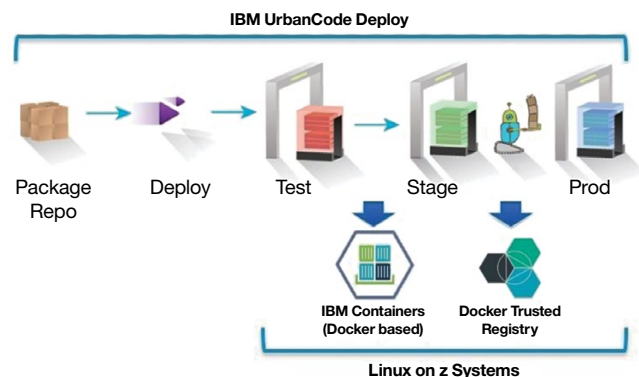 IBM UrbanCode Deploy
Package
Repo
Deploy
Test
Stage
Prod
IBM Containers
(Docker based)
Docker Trusted
Registry
Linux on z Systems